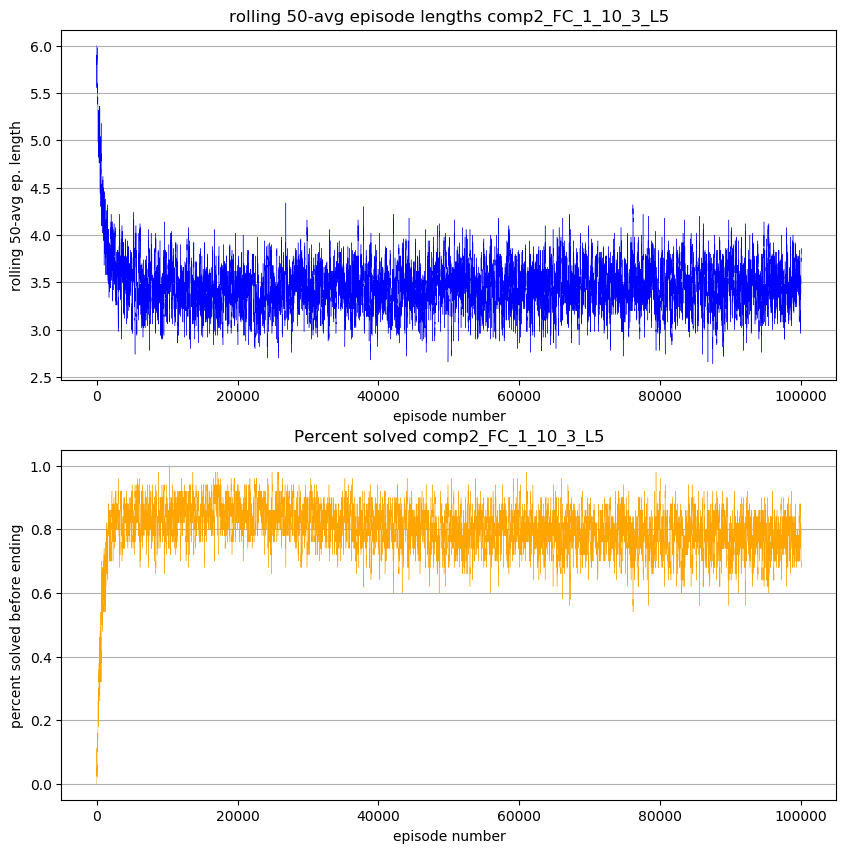 rolling 50-avg episode lengths comp2_FC_1_10_3_L5
rolling 50-avg ep. length
6.0
5.5
5.0
4.5
4.0
3.5
3.0
2.5
0 20000 40000 60000 80000 100000
episode number
Percent solved comp2_FC_1_10_3_L5
percent solved before ending
1.0
0.8
0.6
0.4
0.2
0.0
0 20000 40000 60000 80000 100000
episode number